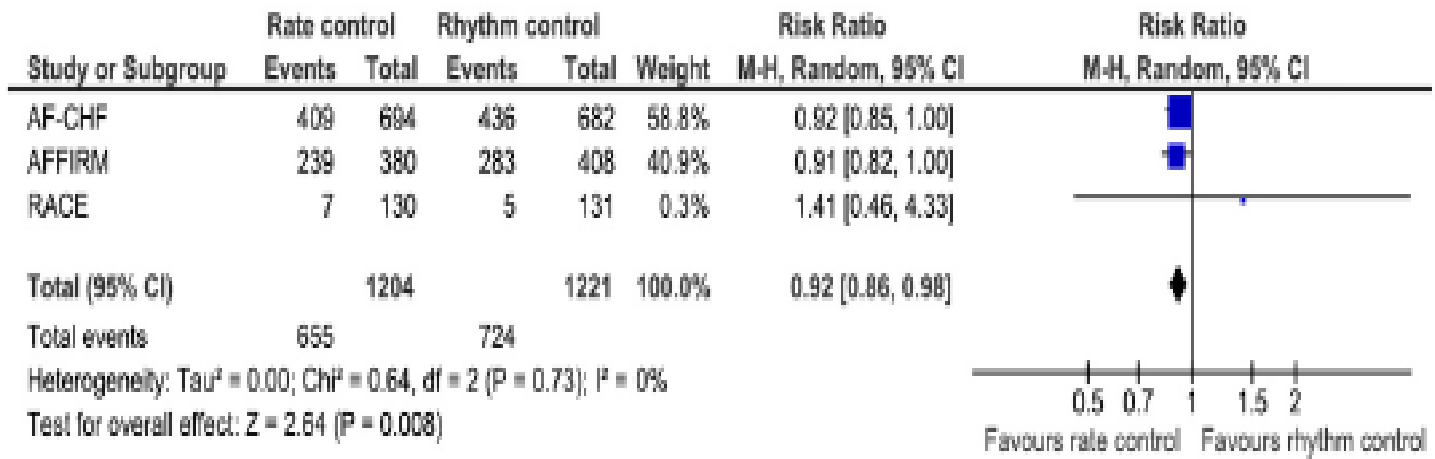 Rate control Rhythm control Risk Ratio Risk Ratio
Study or Subgroup Events Total Events Total Weight M-H, Random, 95% CI M-H, Random, 95% CI
AF-CHF 409 694 436 682 58.8% 0.92 [0.85, 1.00]
AFFIRM 239 380 283 408 40.9% 0.91 [0.82, 1.00]
RACE 7 130 5 131 0.3% 1.41 [0.46, 4.33]
Total (95% CI) 1204 1221 100.0% 0.92 [0.86, 0.98]
Total events 655 724
Heterogeneity: Tau² = 0.00; Chi² = 0.64, df = 2 (P = 0.73); I² = 0%
Test for overall effect: Z = 2.64 (P = 0.008)
0.5 0.7 1 1.5 2
Favours rate control Favours rhythm control